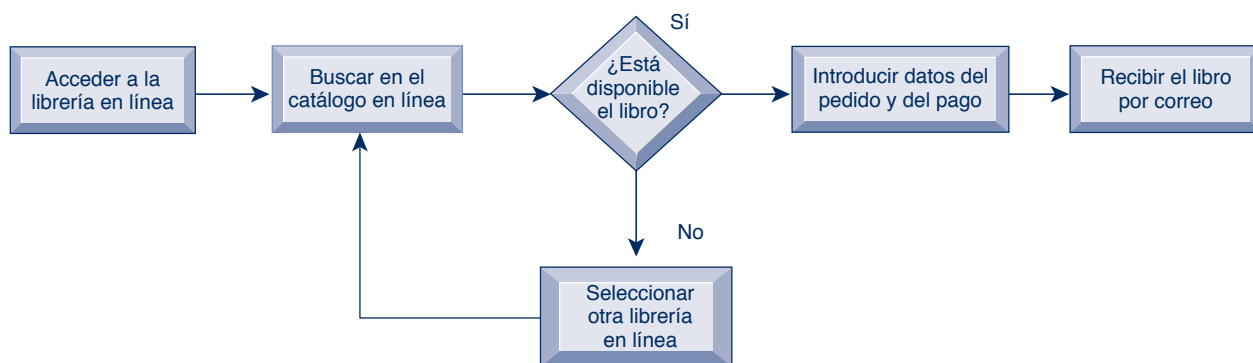 Acceder a la
librería en línea
Buscar en el
catálogo en línea
¿Está
disponible
el libro?
Sí
Introducir datos del
pedido y del pago
Recibir el libro
por correo
No
Seleccionar
otra librería
en línea